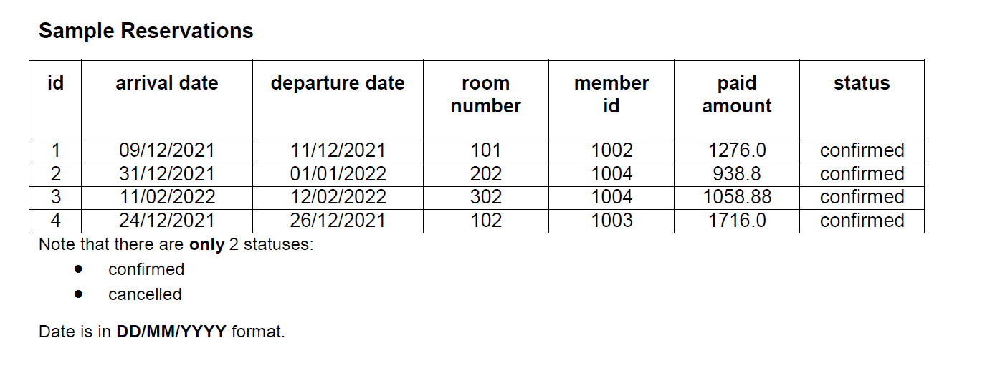 Sample Reservations
id arrival date departure date room number member id paid amount status
1 09/12/2021 11/12/2021 101 1002 1276.0 confirmed
2 31/12/2021 01/01/2022 202 1004 938.8 confirmed
3 11/02/2022 12/02/2022 302 1004 1058.88 confirmed
4 24/12/2021 26/12/2021 102 1003 1716.0 confirmed
Note that there are only 2 statuses:
● confirmed
● cancelled
Date is in DD/MM/YYYY format.